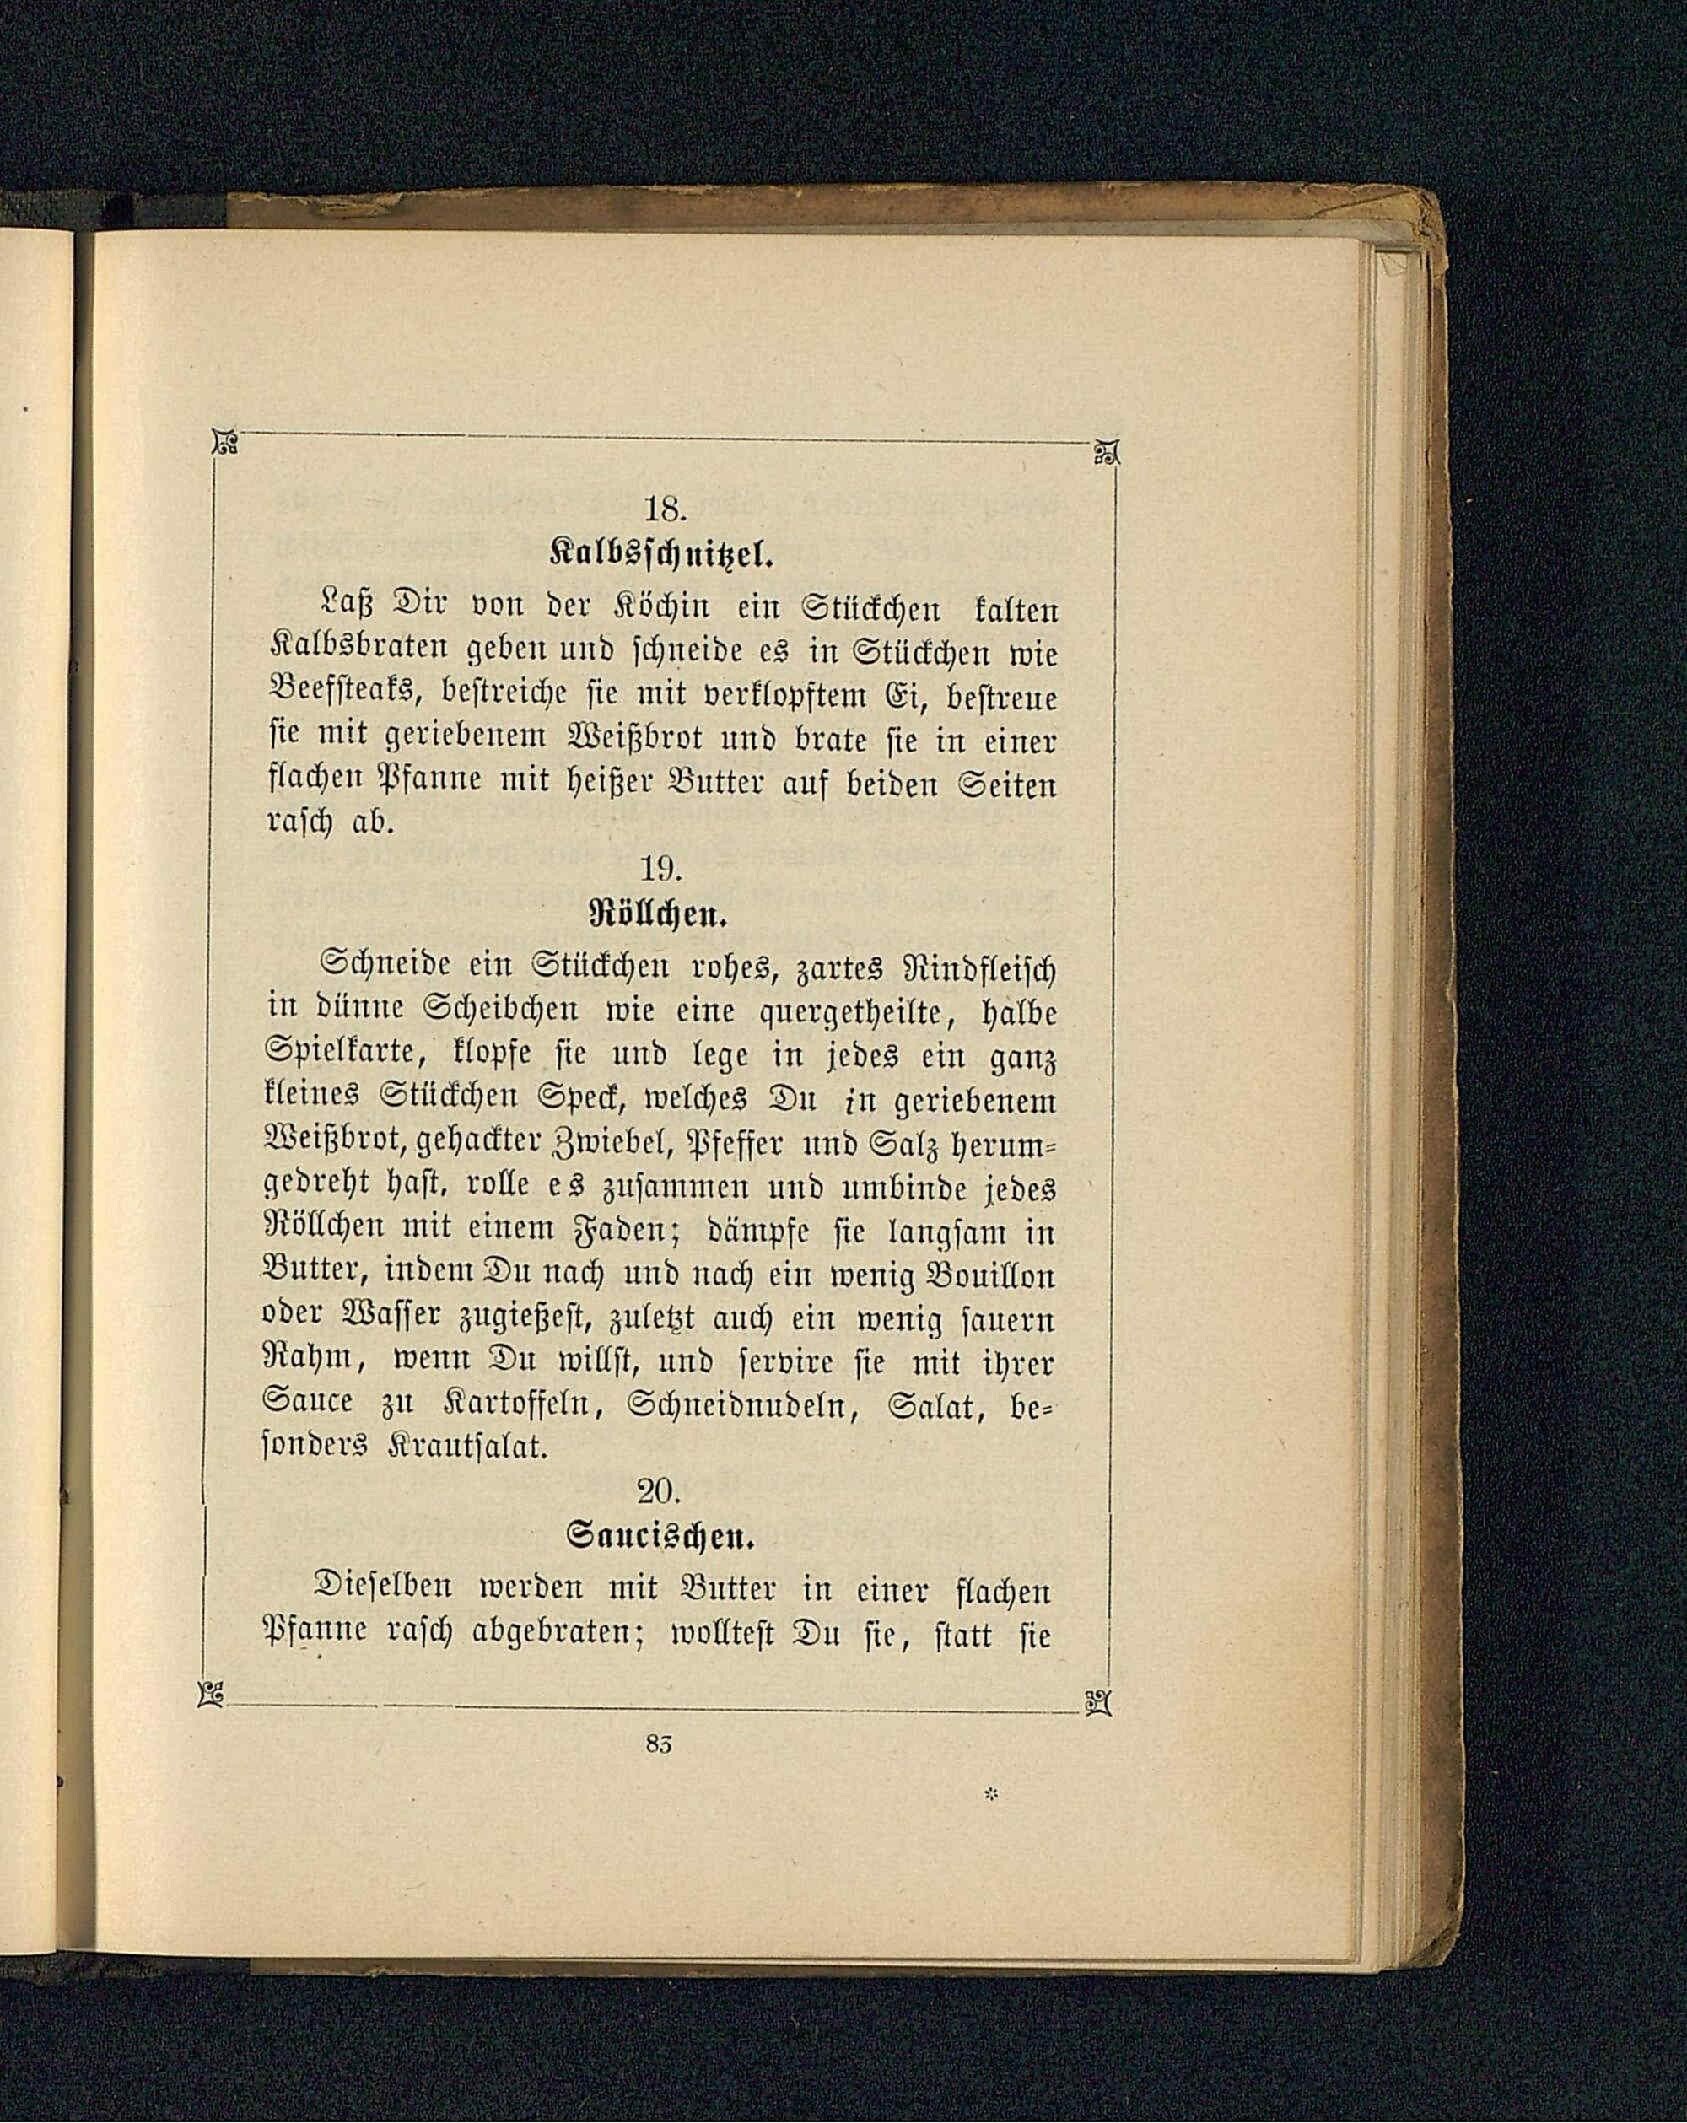 18.
Kalbsschnitzel.
Laß Dir von der Köchin ein Stückchen kalten
Kalbsbraten geben und schneide es in Stückchen wie
Beefsteaks, bestreiche sie mit verklopftem Ei, bestreue
sie mit geriebenem Weißbrot und brate sie in einer
flachen Pfanne mit heißer Butter auf beiden Seiten
rasch ab.
19.
Röllchen.
Schneide ein Stückchen rohes, zartes Rindfleisch
in dünne Scheibchen wie eine quergetheilte, halbe
Spielkarte, klopfe sie und lege in jedes ein ganz
kleines Stückchen Speck, welches Du in geriebenem
Weißbrot, gehackter Zwiebel, Pfeffer und Salz herum-
gedreht hast, rolle es zusammen und umbinde jedes
Röllchen mit einem Faden; dämpfe sie langsam in
Butter, indem Du nach und nach ein wenig Bouillon
oder Wasser zugießest, zuletzt auch ein wenig sauern
Rahm, wenn Du willst, und servire sie mit ihrer
Sauce zu Kartoffeln, Schneidnudeln, Salat, be-
sonders Krautsalat.
20.
Saucischen.
Dieselben werden mit Butter in einer flachen
Pfanne rasch abgebraten; wolltest Du sie, statt sie
83
*